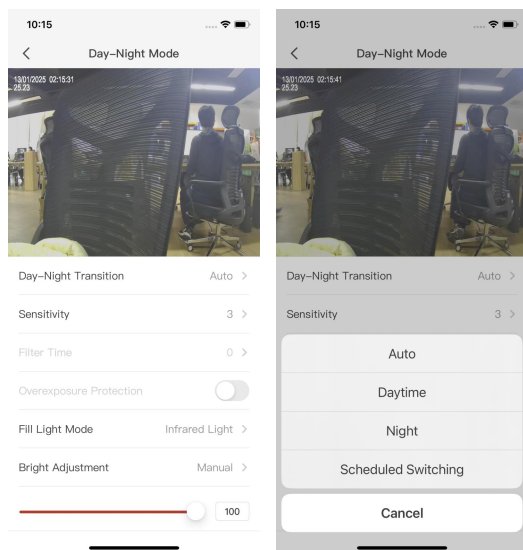 10:15
Day-Night Mode
13/01/2025 02:15:31
25.23
Day-Night Transition Auto
Sensitivity 3
Filter Time 0
Overexposure Protection
Fill Light Mode Infrared Light
Bright Adjustment Manual
100
10:15
Day-Night Mode
13/01/2025 02:15:41
25.23
Day-Night Transition Auto
Sensitivity 3
Auto
Daytime
Night
Scheduled Switching
Cancel